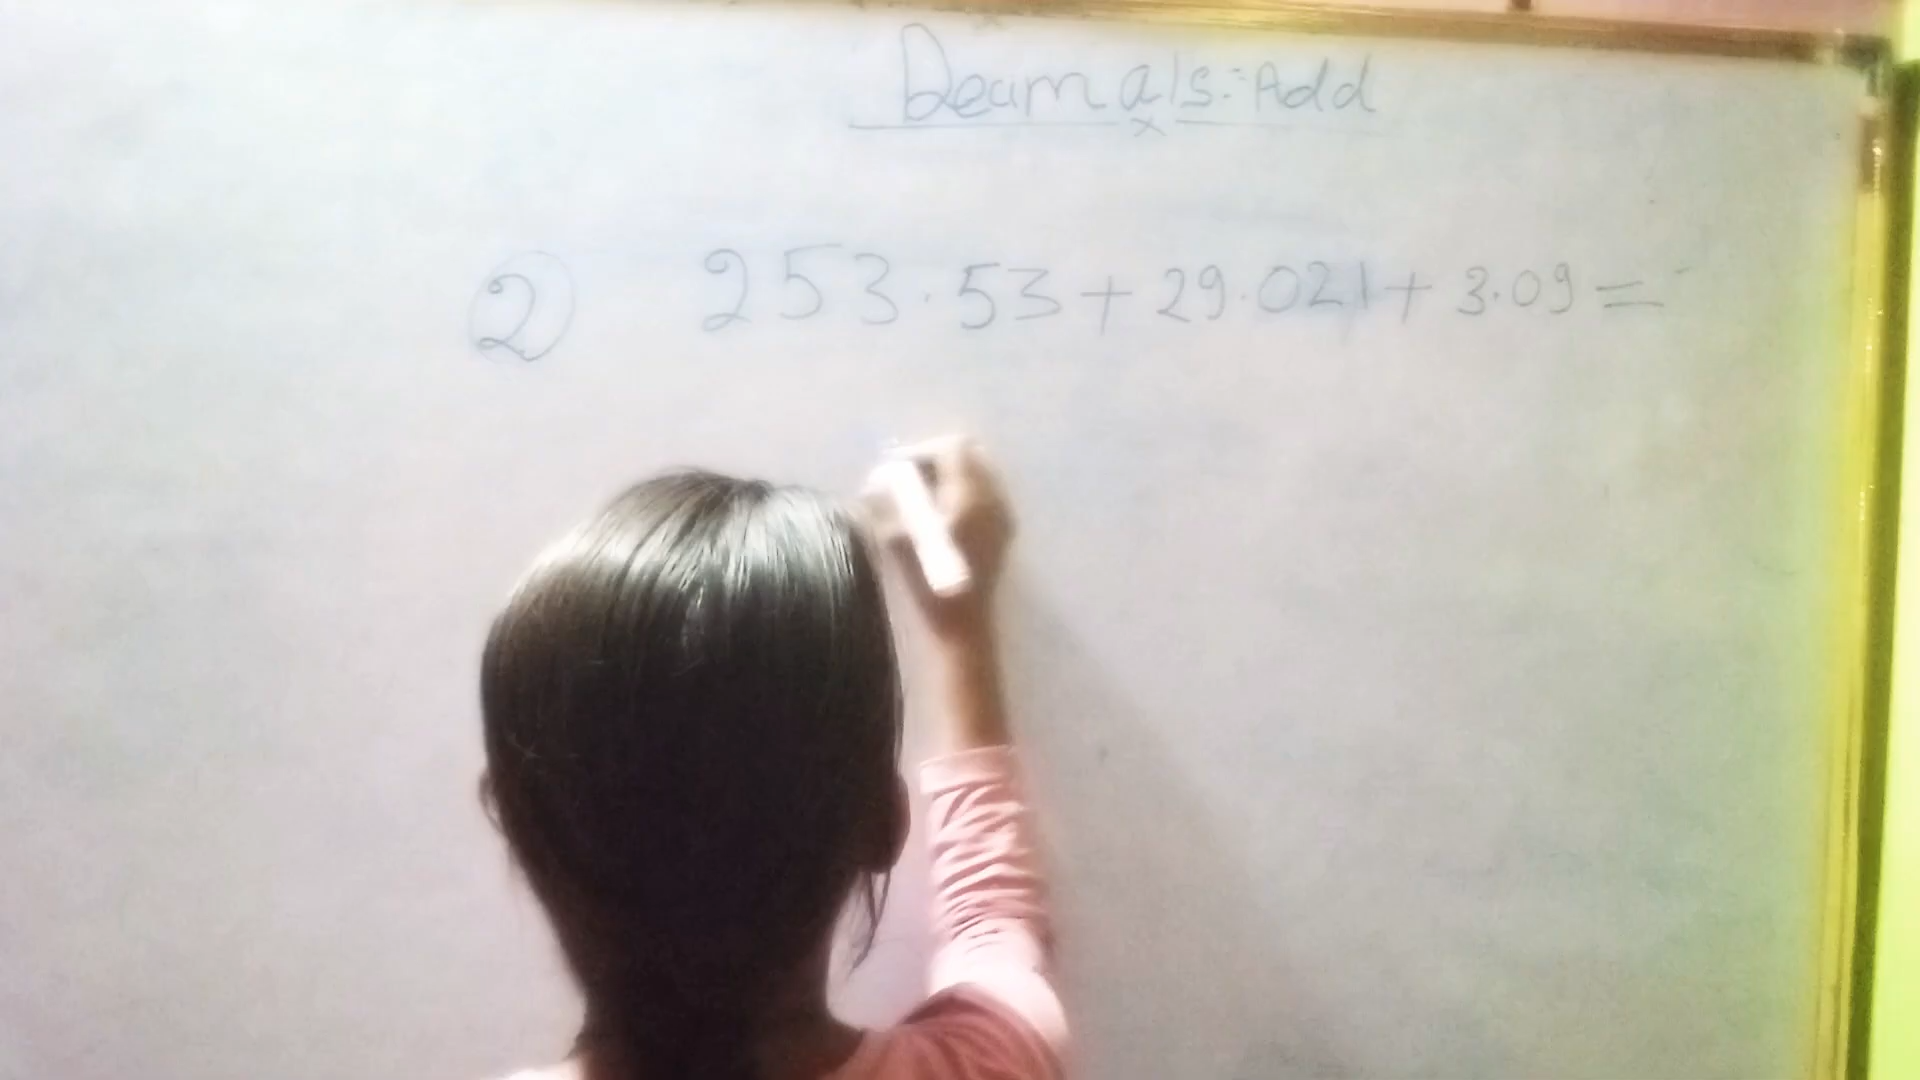 Decimals:- Add
2 253.53 + 29.021 + 3.09 =